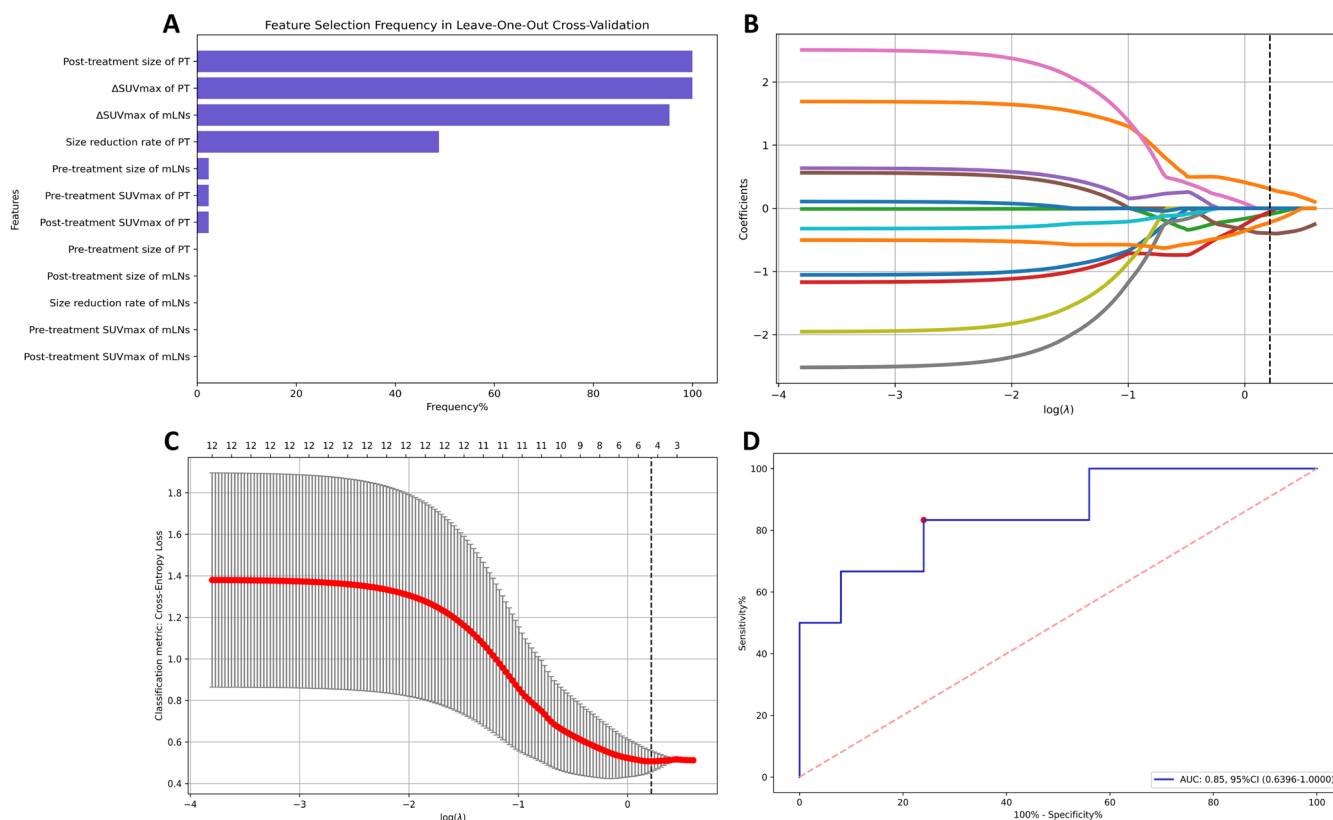 A
Feature Selection Frequency in Leave-One-Out Cross-Validation
Features
Post-treatment size of PT
ΔSUVmax of PT
ΔSUVmax of mLNs
Size reduction rate of PT
Pre-treatment size of mLNs
Pre-treatment SUVmax of PT
Post-treatment SUVmax of PT
Pre-treatment size of PT
Post-treatment size of mLNs
Size reduction rate of mLNs
Pre-treatment SUVmax of mLNs
Post-treatment SUVmax of mLNs
0 20 40 60 80 100
Frequency%
B
Coefficients
2
1
0
−1
−2
−4 −3 −2 −1 0
log(λ)
C
12 12 12 12 12 12 12 12 12 12 12 12 12 12 11 11 11 11 10 9 8 6 6 4 3
Classification metric: Cross-Entropy Loss
1.8
1.6
1.4
1.2
1.0
0.8
0.6
0.4
−4 −3 −2 −1 0
log(λ)
D
Sensitivity%
100
80
60
40
20
0
AUC: 0.85, 95%CI (0.6396-1.0000)
0 20 40 60 80 100
100% - Specificity%